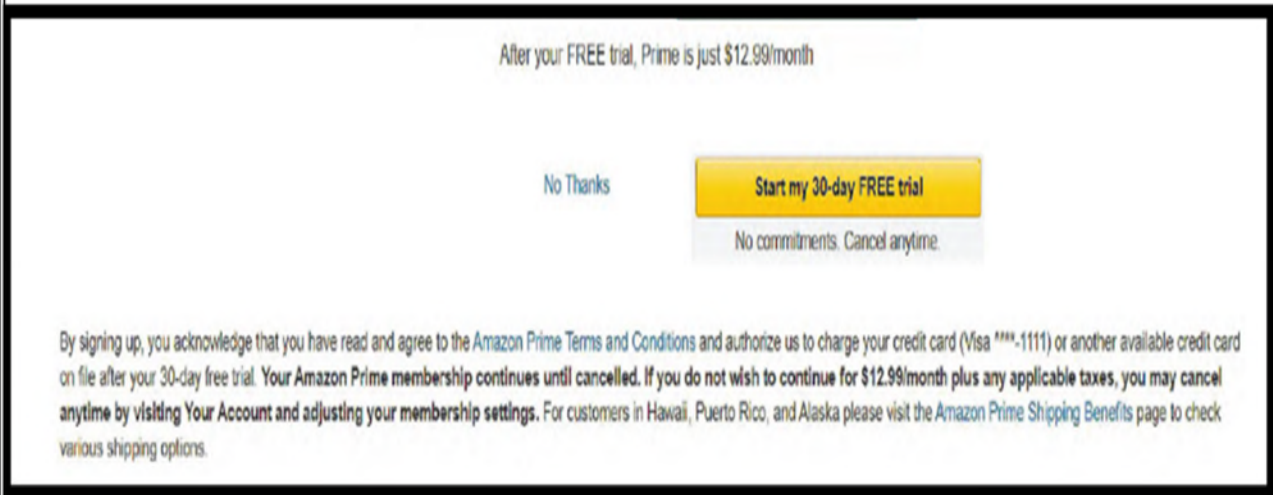 After your FREE trial, Prime is just $12.99/month
No Thanks
Start my 30-day FREE trial
No commitments. Cancel anytime.
By signing up, you acknowledge that you have read and agree to the Amazon Prime Terms and Conditions and authorize us to charge your credit card (Visa ****-1111) or another available credit card
on file after your 30-day free trial. Your Amazon Prime membership continues until cancelled. If you do not wish to continue for $12.99/month plus any applicable taxes, you may cancel
anytime by visiting Your Account and adjusting your membership settings. For customers in Hawaii, Puerto Rico, and Alaska please visit the Amazon Prime Shipping Benefits page to check
various shipping options.